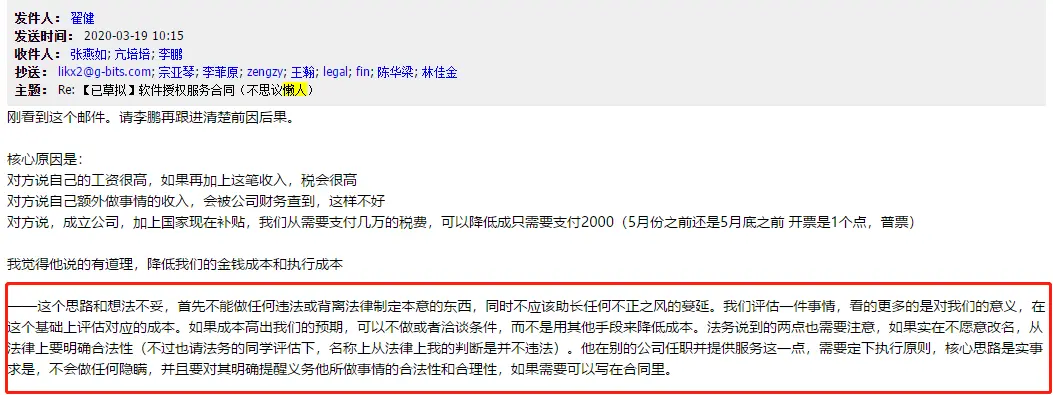 发件人： 翟健
发送时间： 2020-03-19 10:15
收件人： 张燕如; 亢培培; 李鹏
抄送： likx2@g-bits.com; 宗亚琴; 李菲原; zengzy; 王瀚; legal; fin; 陈华梁; 林佳金
主题： Re: 【已草拟】软件授权服务合同（不思议懒人）
刚看到这个邮件。请李鹏再跟进清楚前因后果。
核心原因是：
对方说自己的工资很高，如果再加上这笔收入，税会很高
对方说自己额外做事情的收入，会被公司财务查到，这样不好
对方说，成立公司，加上国家现在补贴，我们从需要支付几万的税费，可以降低成只需要支付2000（5月份之前还是5月底之前 开票是1个点，普票）
我觉得他说的有道理，降低我们的金钱成本和执行成本
——这个思路和想法不妥，首先不能做任何违法或背离法律制定本意的东西，同时不应该助长任何不正之风的蔓延。我们评估一件事情，看的更多的是对我们的意义，在
这个基础上评估对应的成本。如果成本高出我们的预期，可以不做或者洽谈条件，而不是用其他手段来降低成本。法务说到的两点也需要注意，如果实在不愿意改名，从
法律上要明确合法性（不过也请法务的同学评估下，名称上从法律上我的判断是并不违法）。他在别的公司任职并提供服务这一点，需要定下执行原则，核心思路是实事
求是，不会做任何隐瞒，并且要对其明确提醒义务他所做事情的合法性和合理性，如果需要可以写在合同里。